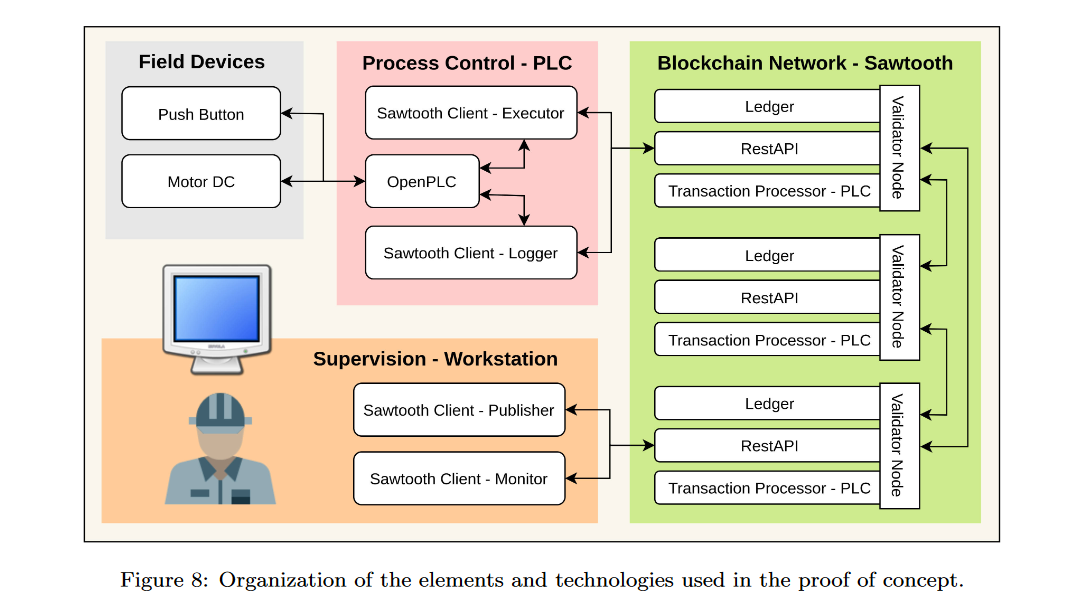 Field Devices
Push Button
Motor DC
Process Control - PLC
Sawtooth Client - Executor
OpenPLC
Sawtooth Client - Logger
Blockchain Network - Sawtooth
Ledger
RestAPI
Transaction Processor - PLC
Validator Node
Ledger
RestAPI
Transaction Processor - PLC
Validator Node
Ledger
RestAPI
Transaction Processor - PLC
Validator Node
Supervision - Workstation
Sawtooth Client - Publisher
Sawtooth Client - Monitor
Figure 8: Organization of the elements and technologies used in the proof of concept.